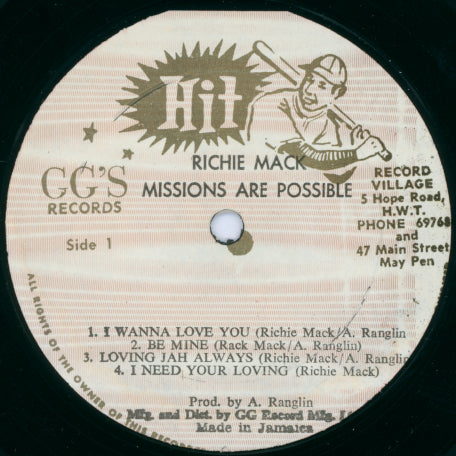 Hit
RICHIE MACK
MISSIONS ARE POSSIBLE
GG'S
RECORDS
Side 1
RECORD
VILLAGE
5 Hope Road,
H.W.T.
PHONE 69768
and
47 Main Street
May Pen
1. I WANNA LOVE YOU (Richie Mack/A. Ranglin
2. BE MINE (Rack Mack/A. Ranglin)
3. LOVING JAH ALWAYS (Richie Mack/A. Ranglin
4. I NEED YOUR LOVING (Richie Mack)
Prod. by A. Ranglin
Mfg. and Dist. by GG Record Mfg.
Made in Jamaica
ALL RIGHTS OF THE OWNER OF THIS RECORDE